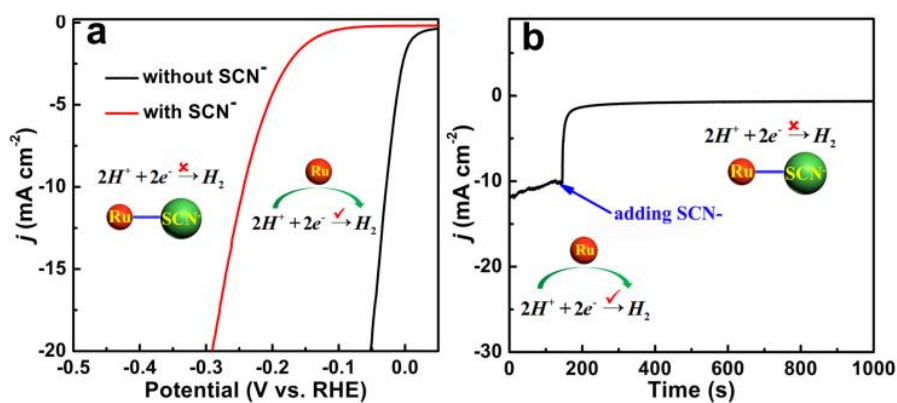 a
without SCN⁻
with SCN⁻
2H⁺ + 2e⁻ → H₂
Ru SCN⁻
Ru
2H⁺ + 2e⁻ → H₂
j (mA cm⁻²)
0
-5
-10
-15
-20
-0.5 -0.4 -0.3 -0.2 -0.1 0.0
Potential (V vs. RHE)
b
2H⁺ + 2e⁻ → H₂
Ru SCN⁻
adding SCN-
Ru
2H⁺ + 2e⁻ → H₂
j (mA cm⁻²)
0
-10
-20
-30
0 200 400 600 800 1000
Time (s)